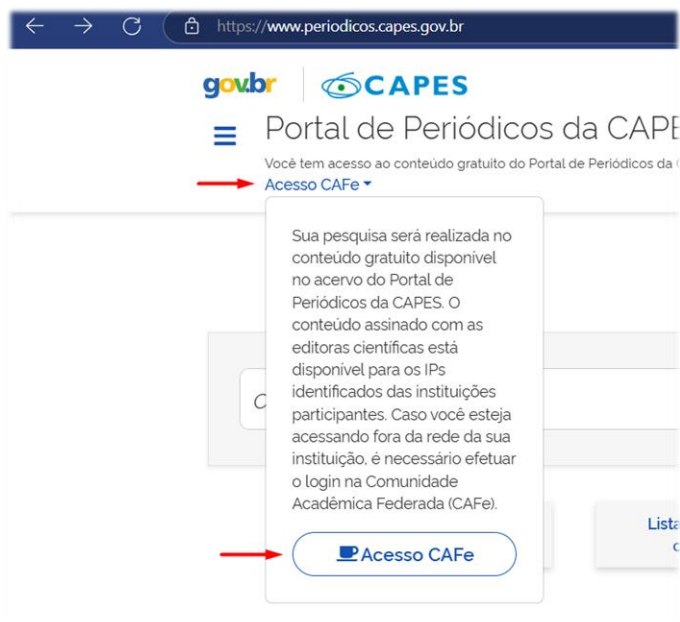 https://www.periodicos.capes.gov.br
gov.br CAPES
Portal de Periódicos da CAPE
Você tem acesso ao conteúdo gratuito do Portal de Periódicos da
Acesso CAFe
Sua pesquisa será realizada no
conteúdo gratuito disponível
no acervo do Portal de
Periódicos da CAPES. O
conteúdo assinado com as
editoras científicas está
disponível para os IPs
identificados das instituições
participantes. Caso você esteja
acessando fora da rede da sua
instituição, é necessário efetuar
o login na Comunidade
Acadêmica Federada (CAFe).
Acesso CAFe
Lista